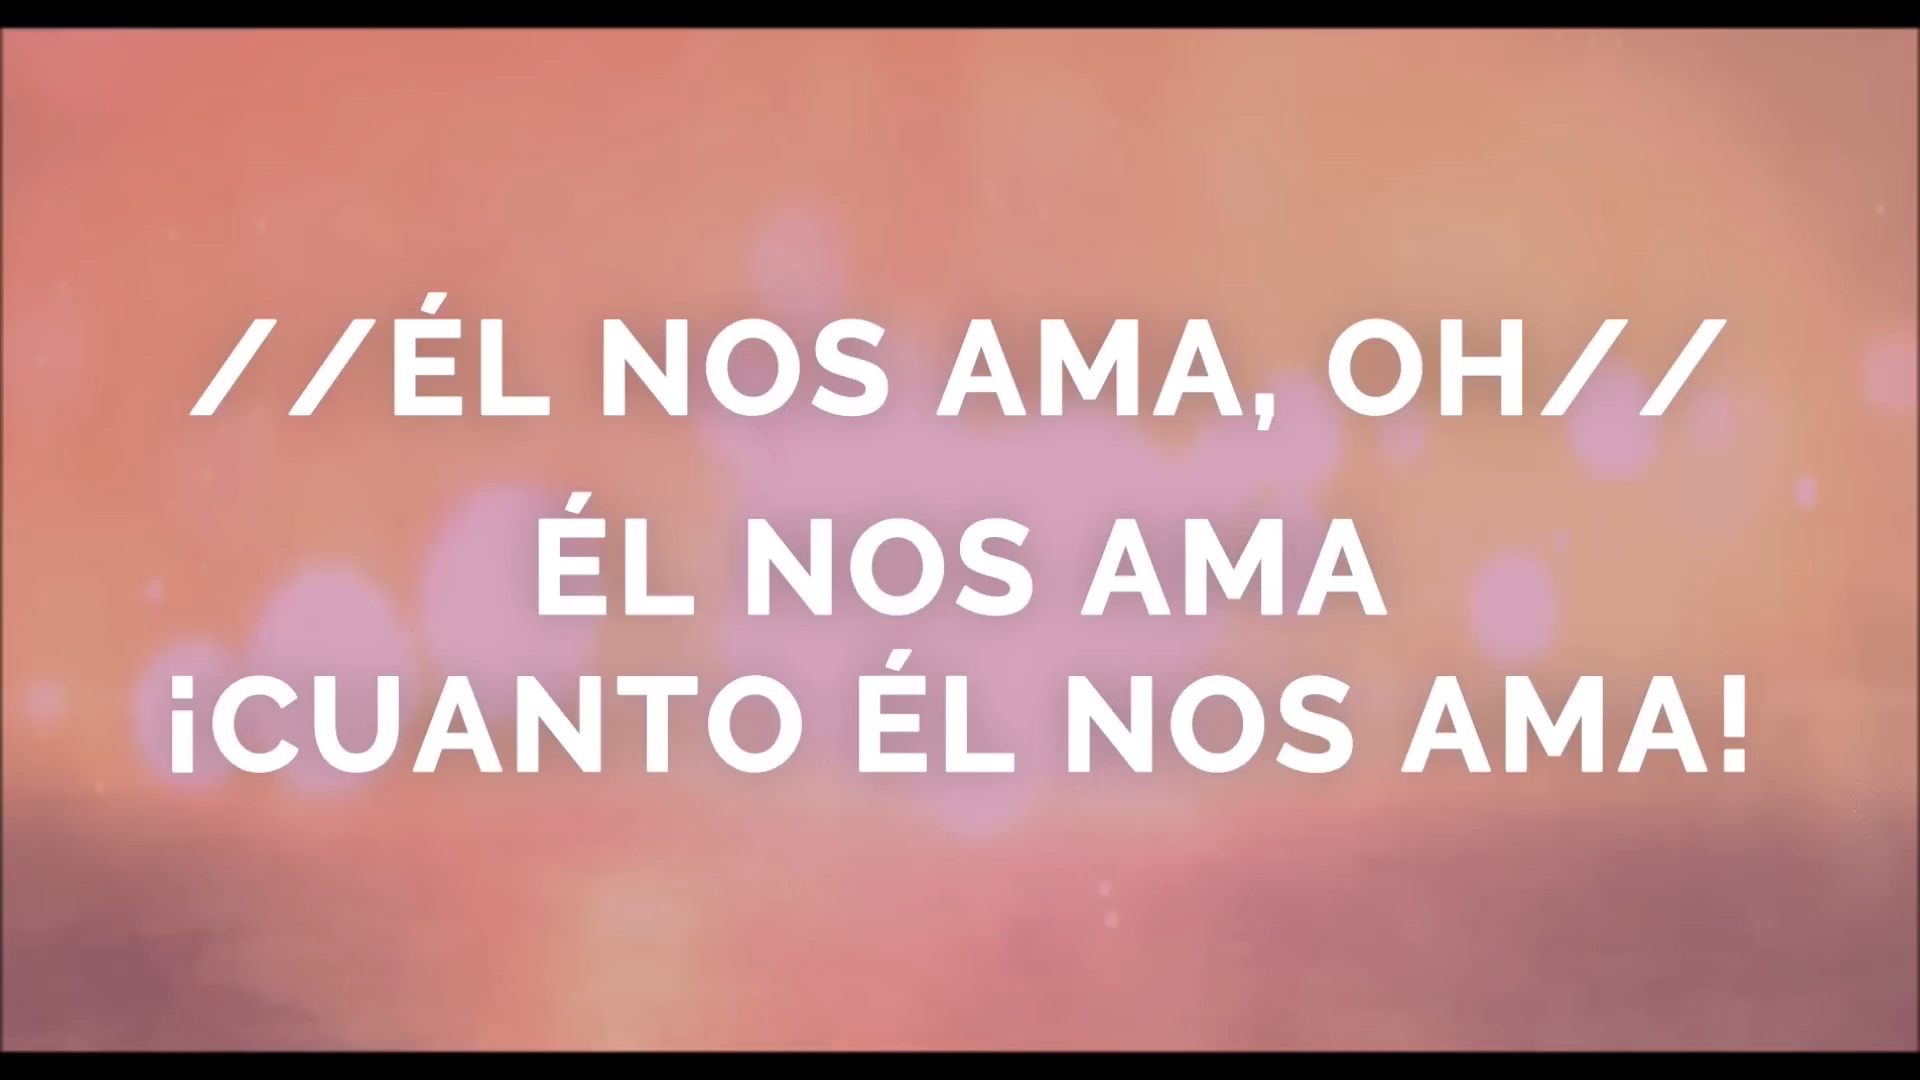 //ÉL NOS AMA, OH//
ÉL NOS AMA
¡CUANTO ÉL NOS AMA!